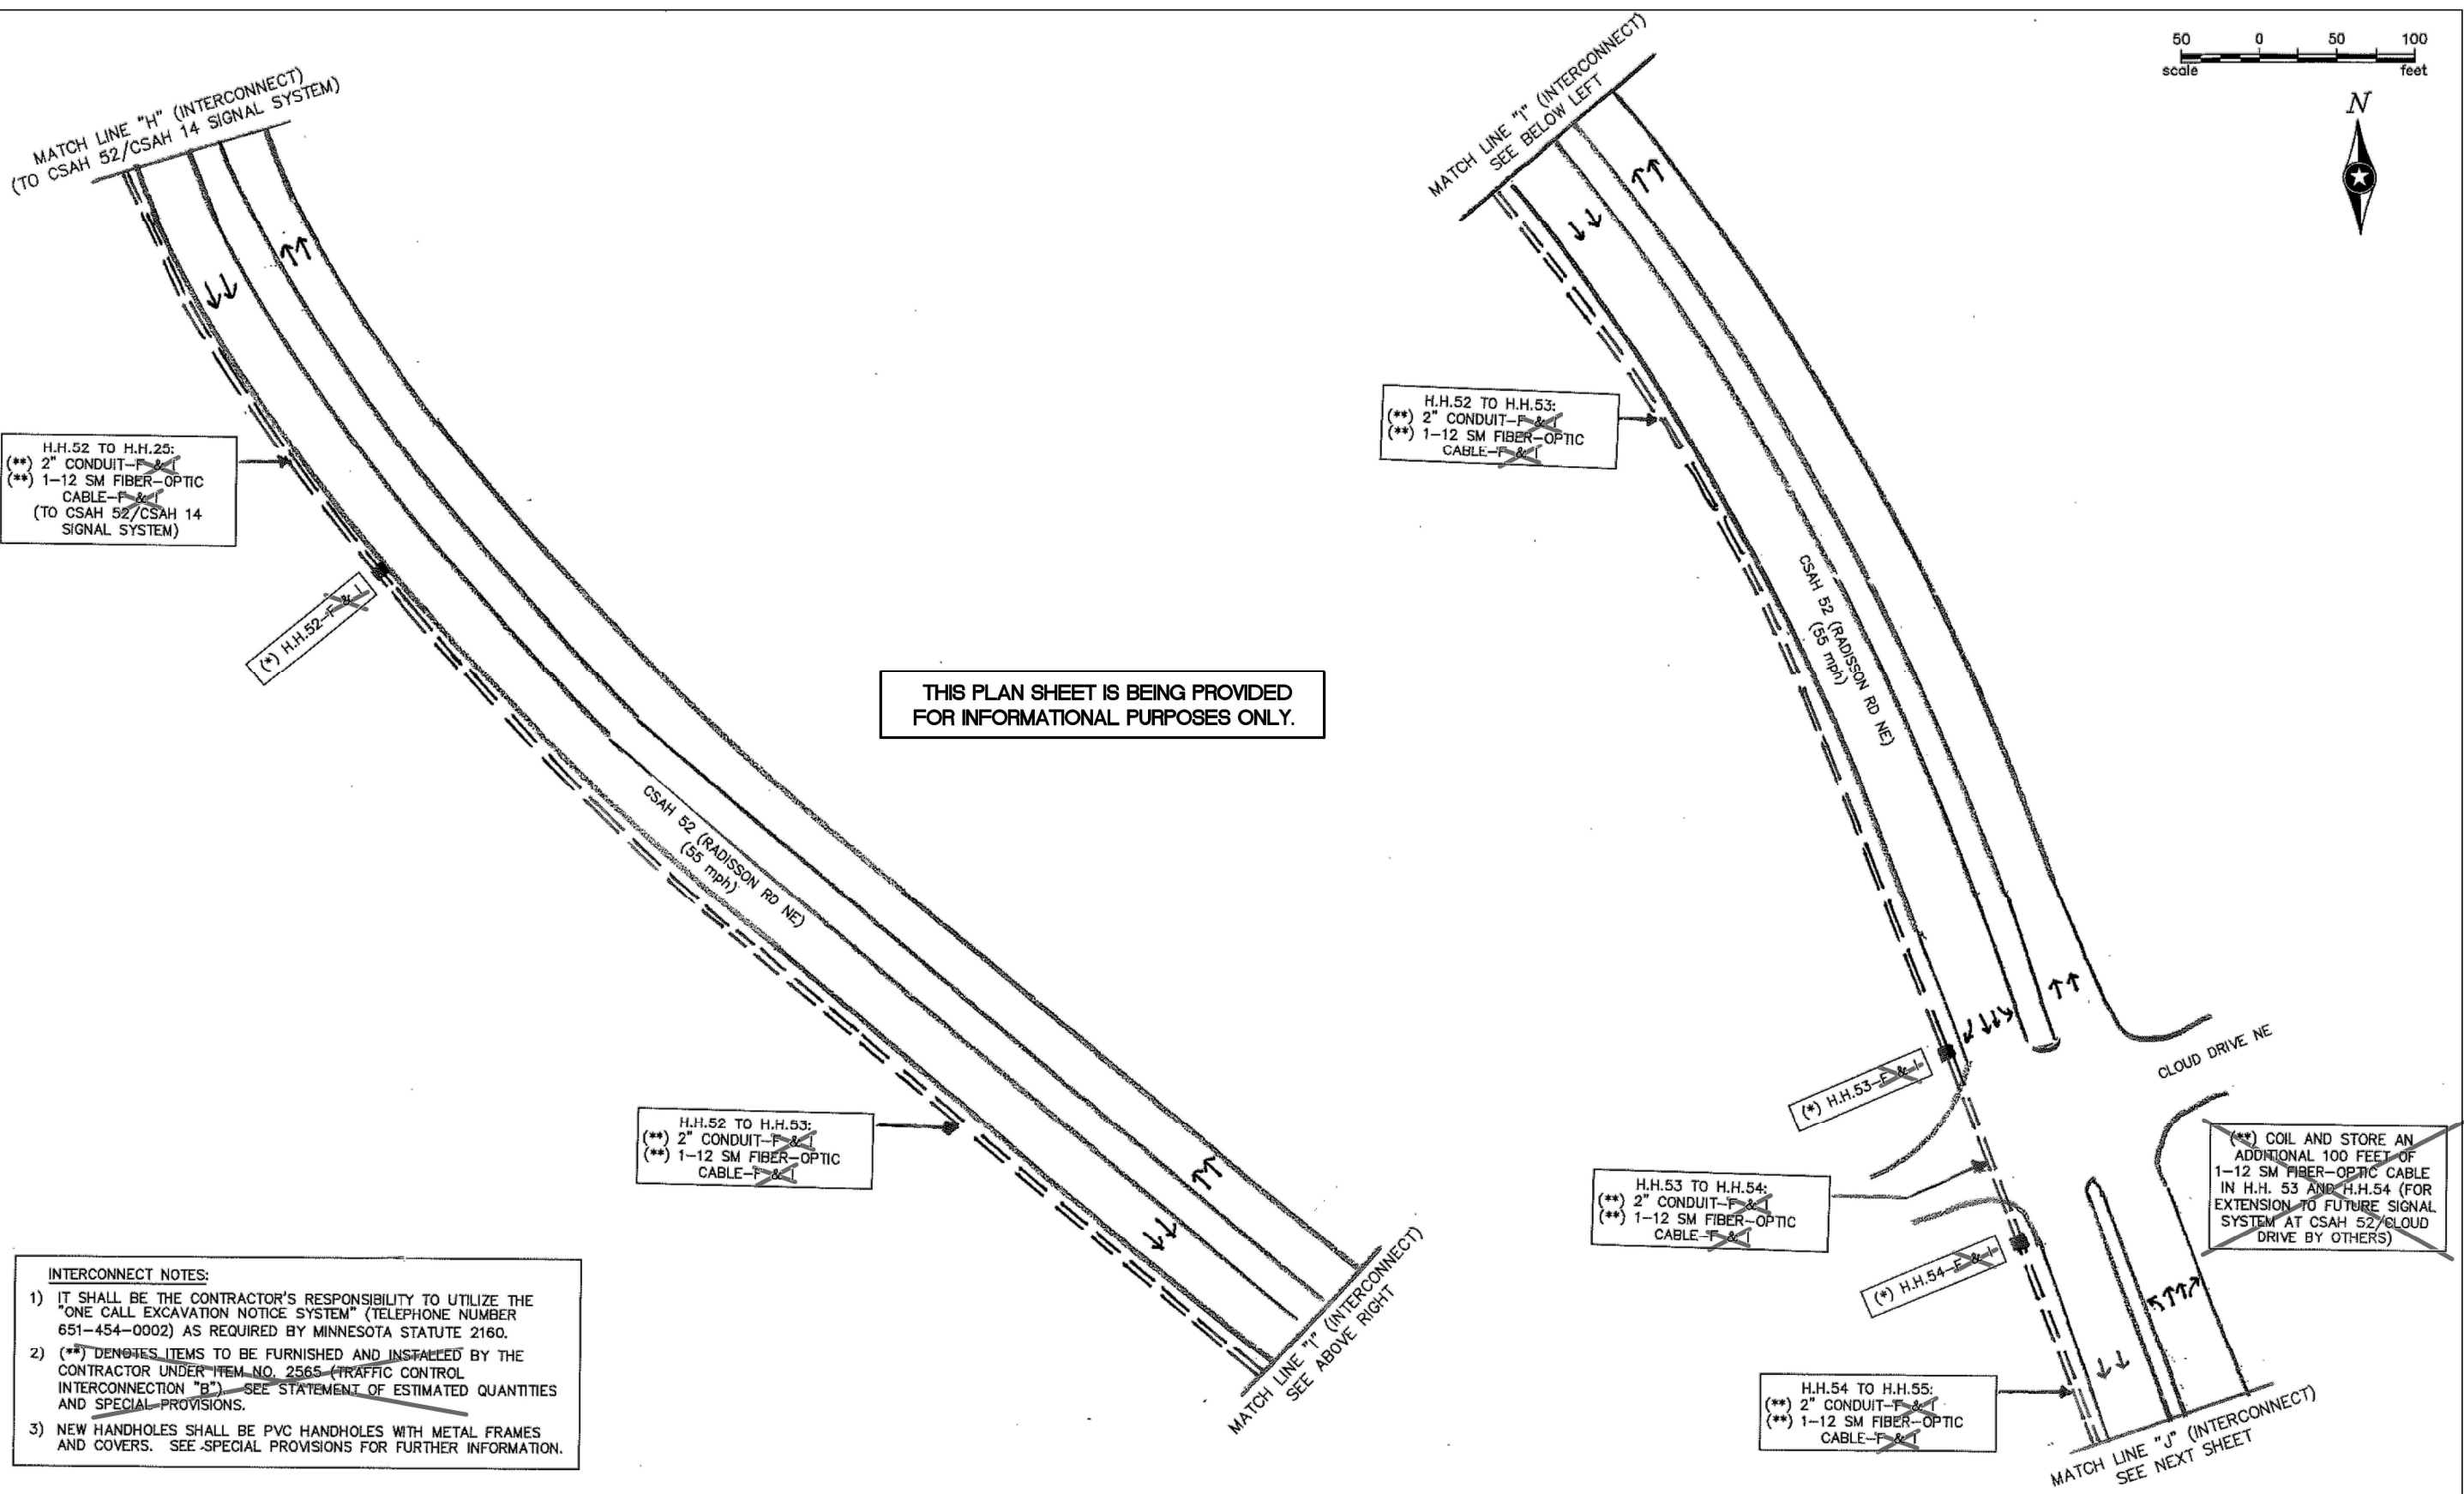 MATCH LINE "H" (INTERCONNECT)
(TO CSAH 52/CSAH 14 SIGNAL SYSTEM)
H.H.52 TO H.H.25:
(**) 2" CONDUIT-F & I
(**) 1-12 SM FIBER-OPTIC
CABLE-F & I
(TO CSAH 52/CSAH 14
SIGNAL SYSTEM)
(*) H.H.52-F & I
CSAH 52 (RADISSON RD NE)
(55 mph)
H.H.52 TO H.H.53:
(**) 2" CONDUIT-F & I
(**) 1-12 SM FIBER-OPTIC
CABLE-F & I
MATCH LINE "I" (INTERCONNECT)
SEE ABOVE RIGHT
INTERCONNECT NOTES:
1) IT SHALL BE THE CONTRACTOR'S RESPONSIBILITY TO UTILIZE THE
"ONE CALL EXCAVATION NOTICE SYSTEM" (TELEPHONE NUMBER
651-454-0002) AS REQUIRED BY MINNESOTA STATUTE 216D.
2) (**) DENOTES ITEMS TO BE FURNISHED AND INSTALLED BY THE
CONTRACTOR UNDER ITEM NO. 2565 (TRAFFIC CONTROL
INTERCONNECTION "B"). SEE STATEMENT OF ESTIMATED QUANTITIES
AND SPECIAL PROVISIONS.
3) NEW HANDHOLES SHALL BE PVC HANDHOLES WITH METAL FRAMES
AND COVERS. SEE SPECIAL PROVISIONS FOR FURTHER INFORMATION.
THIS PLAN SHEET IS BEING PROVIDED
FOR INFORMATIONAL PURPOSES ONLY.
MATCH LINE "I" (INTERCONNECT)
SEE BELOW LEFT
50 0 50 100
scale feet
N
H.H.52 TO H.H.53:
(**) 2" CONDUIT-F & I
(**) 1-12 SM FIBER-OPTIC
CABLE-F & I
CSAH 52 (RADISSON RD NE)
(55 mph)
CLOUD DRIVE NE
(*) H.H.53-F & I
H.H.53 TO H.H.54:
(**) 2" CONDUIT-F & I
(**) 1-12 SM FIBER-OPTIC
CABLE-F & I
(**) COIL AND STORE AN
ADDITIONAL 100 FEET OF
1-12 SM FIBER-OPTIC CABLE
IN H.H. 53 AND H.H.54 (FOR
EXTENSION TO FUTURE SIGNAL
SYSTEM AT CSAH 52/CLOUD
DRIVE BY OTHERS)
(*) H.H.54-F & I
H.H.54 TO H.H.55:
(**) 2" CONDUIT-F & I
(**) 1-12 SM FIBER-OPTIC
CABLE-F & I
MATCH LINE "J" (INTERCONNECT)
SEE NEXT SHEET